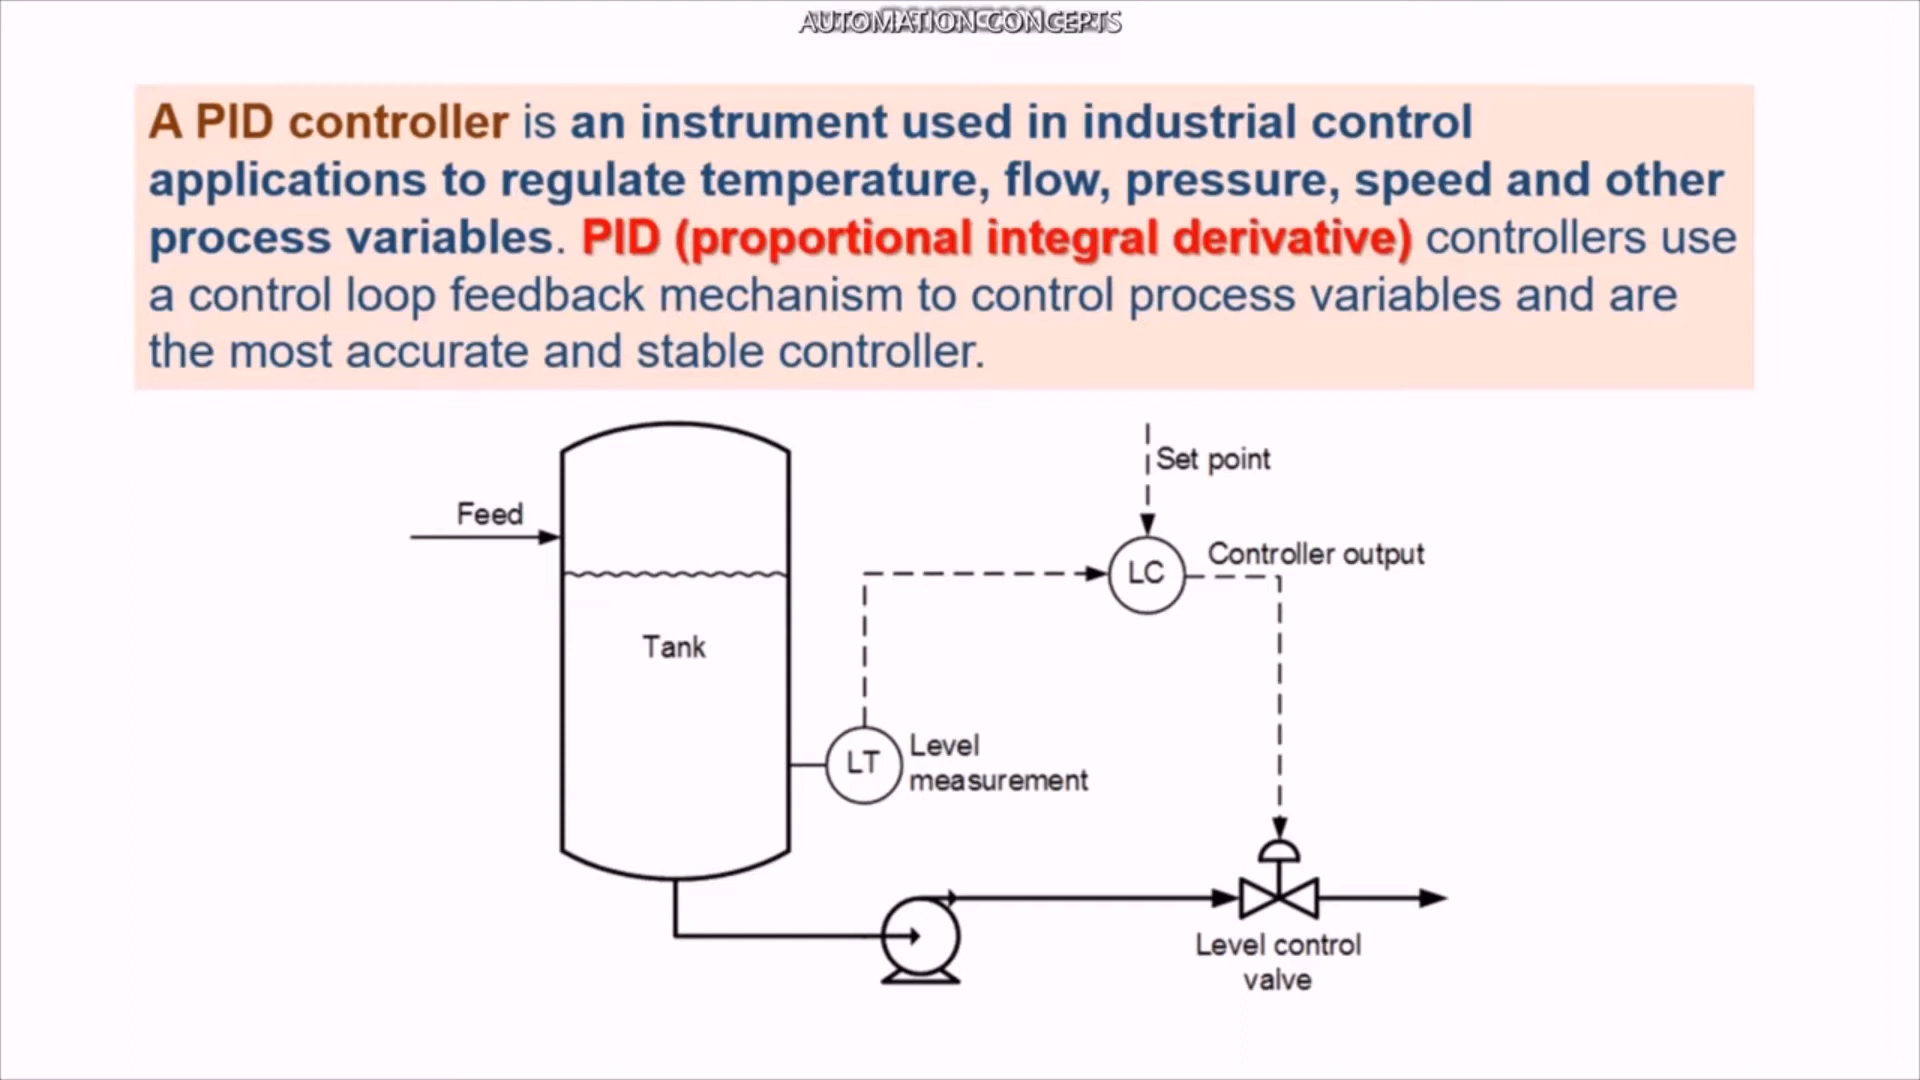 AUTOMATION CONCEPTS
A PID controller is an instrument used in industrial control
applications to regulate temperature, flow, pressure, speed and other
process variables. PID (proportional integral derivative) controllers use
a control loop feedback mechanism to control process variables and are
the most accurate and stable controller.
Set point
Feed
Controller output
LC
Tank
Level
LT
measurement
Level control
valve